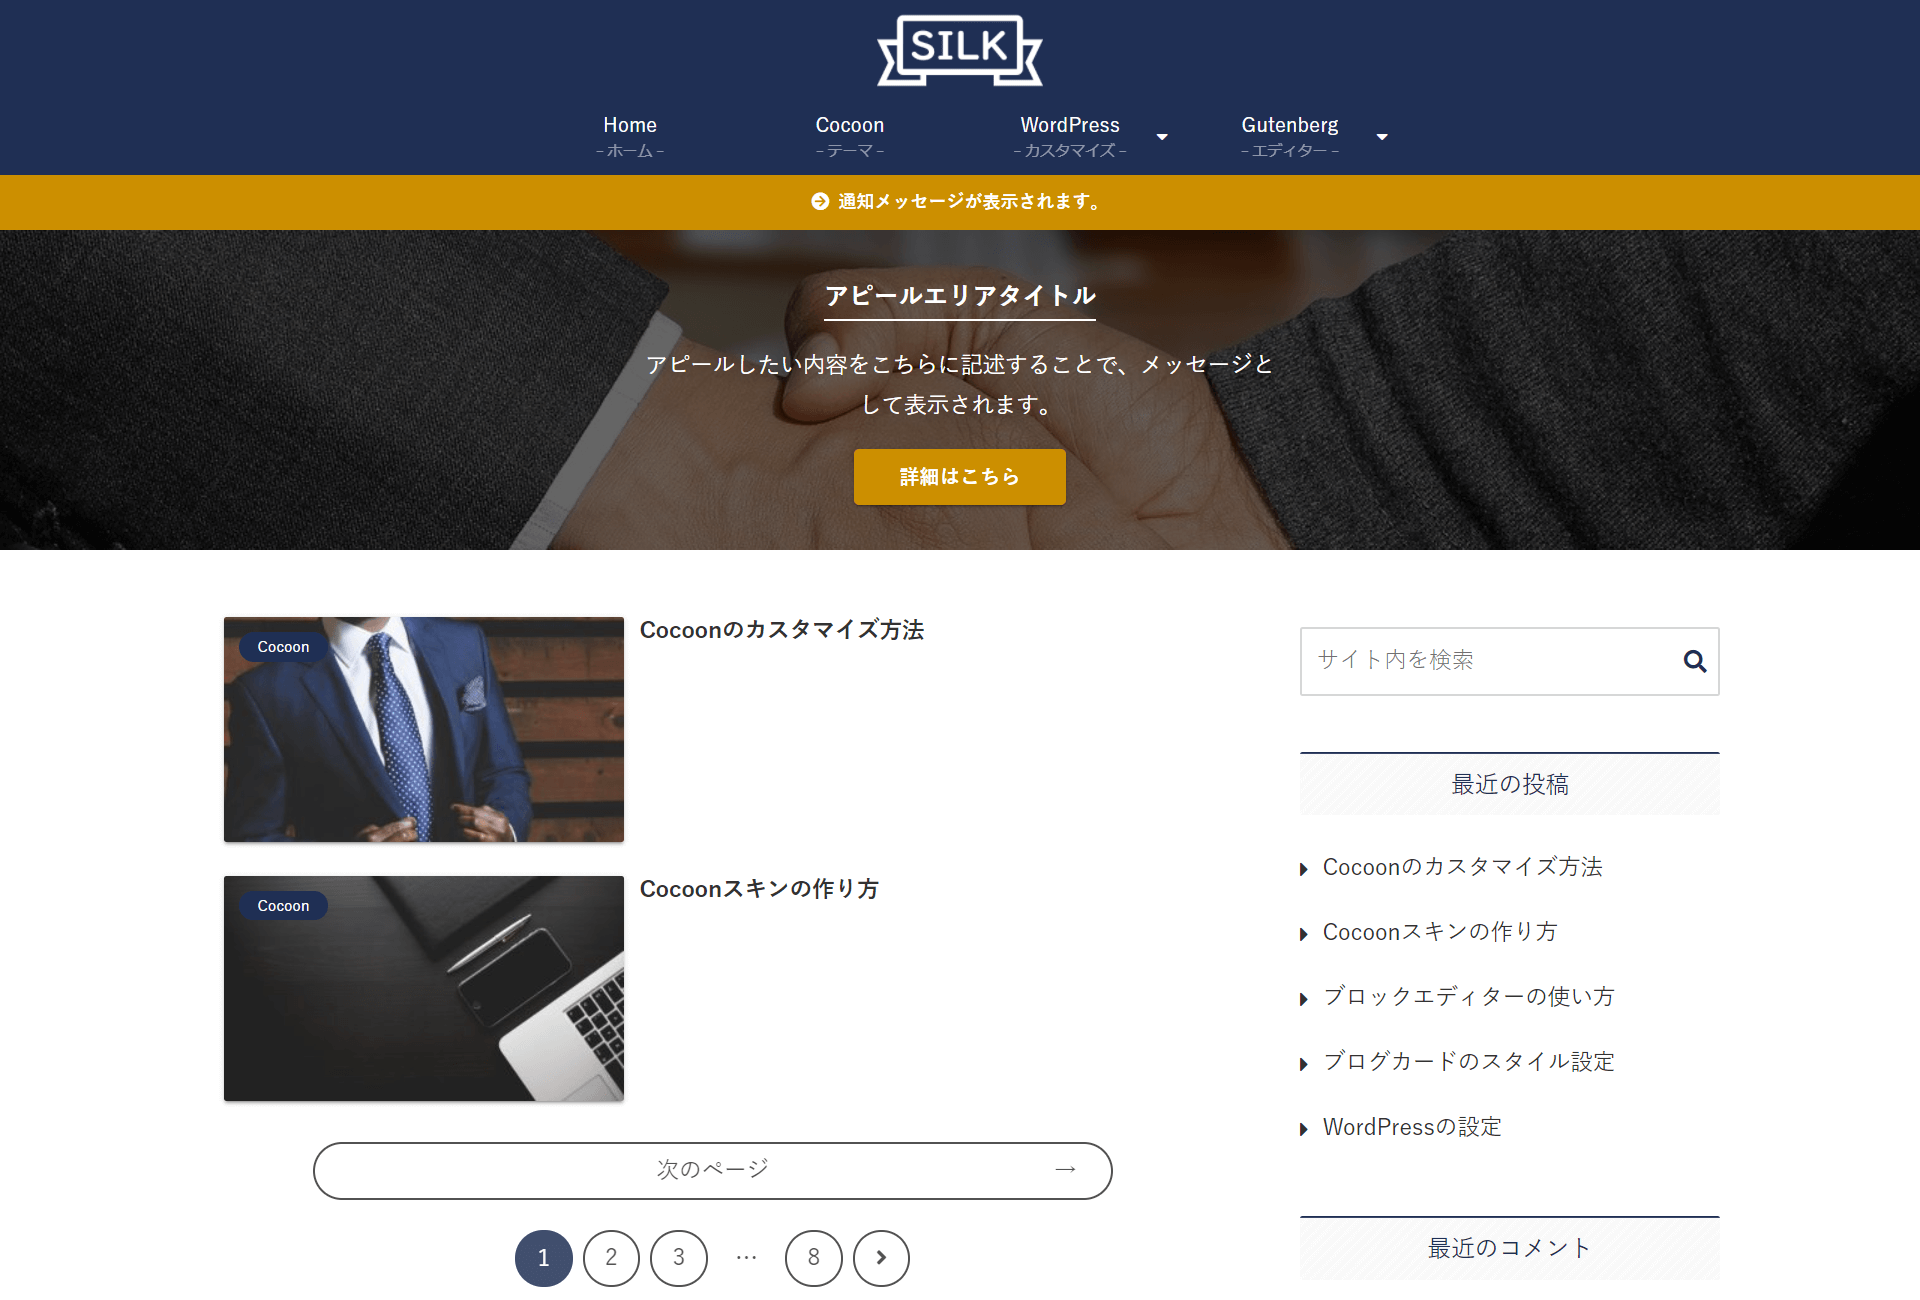 SILK
Home
– ホーム –
Cocoon
– テーマ –
WordPress
– カスタマイズ –
Gutenberg
– エディター –
通知メッセージが表示されます。
アピールエリアタイトル
アピールしたい内容をこちらに記述することで、メッセージと
して表示されます。
詳細はこちら
Cocoon
Cocoonのカスタマイズ方法
Cocoon
Cocoonスキンの作り方
次のページ →
1 2 3 … 8
サイト内を検索
最近の投稿
Cocoonのカスタマイズ方法
Cocoonスキンの作り方
ブロックエディターの使い方
ブログカードのスタイル設定
WordPressの設定
最近のコメント